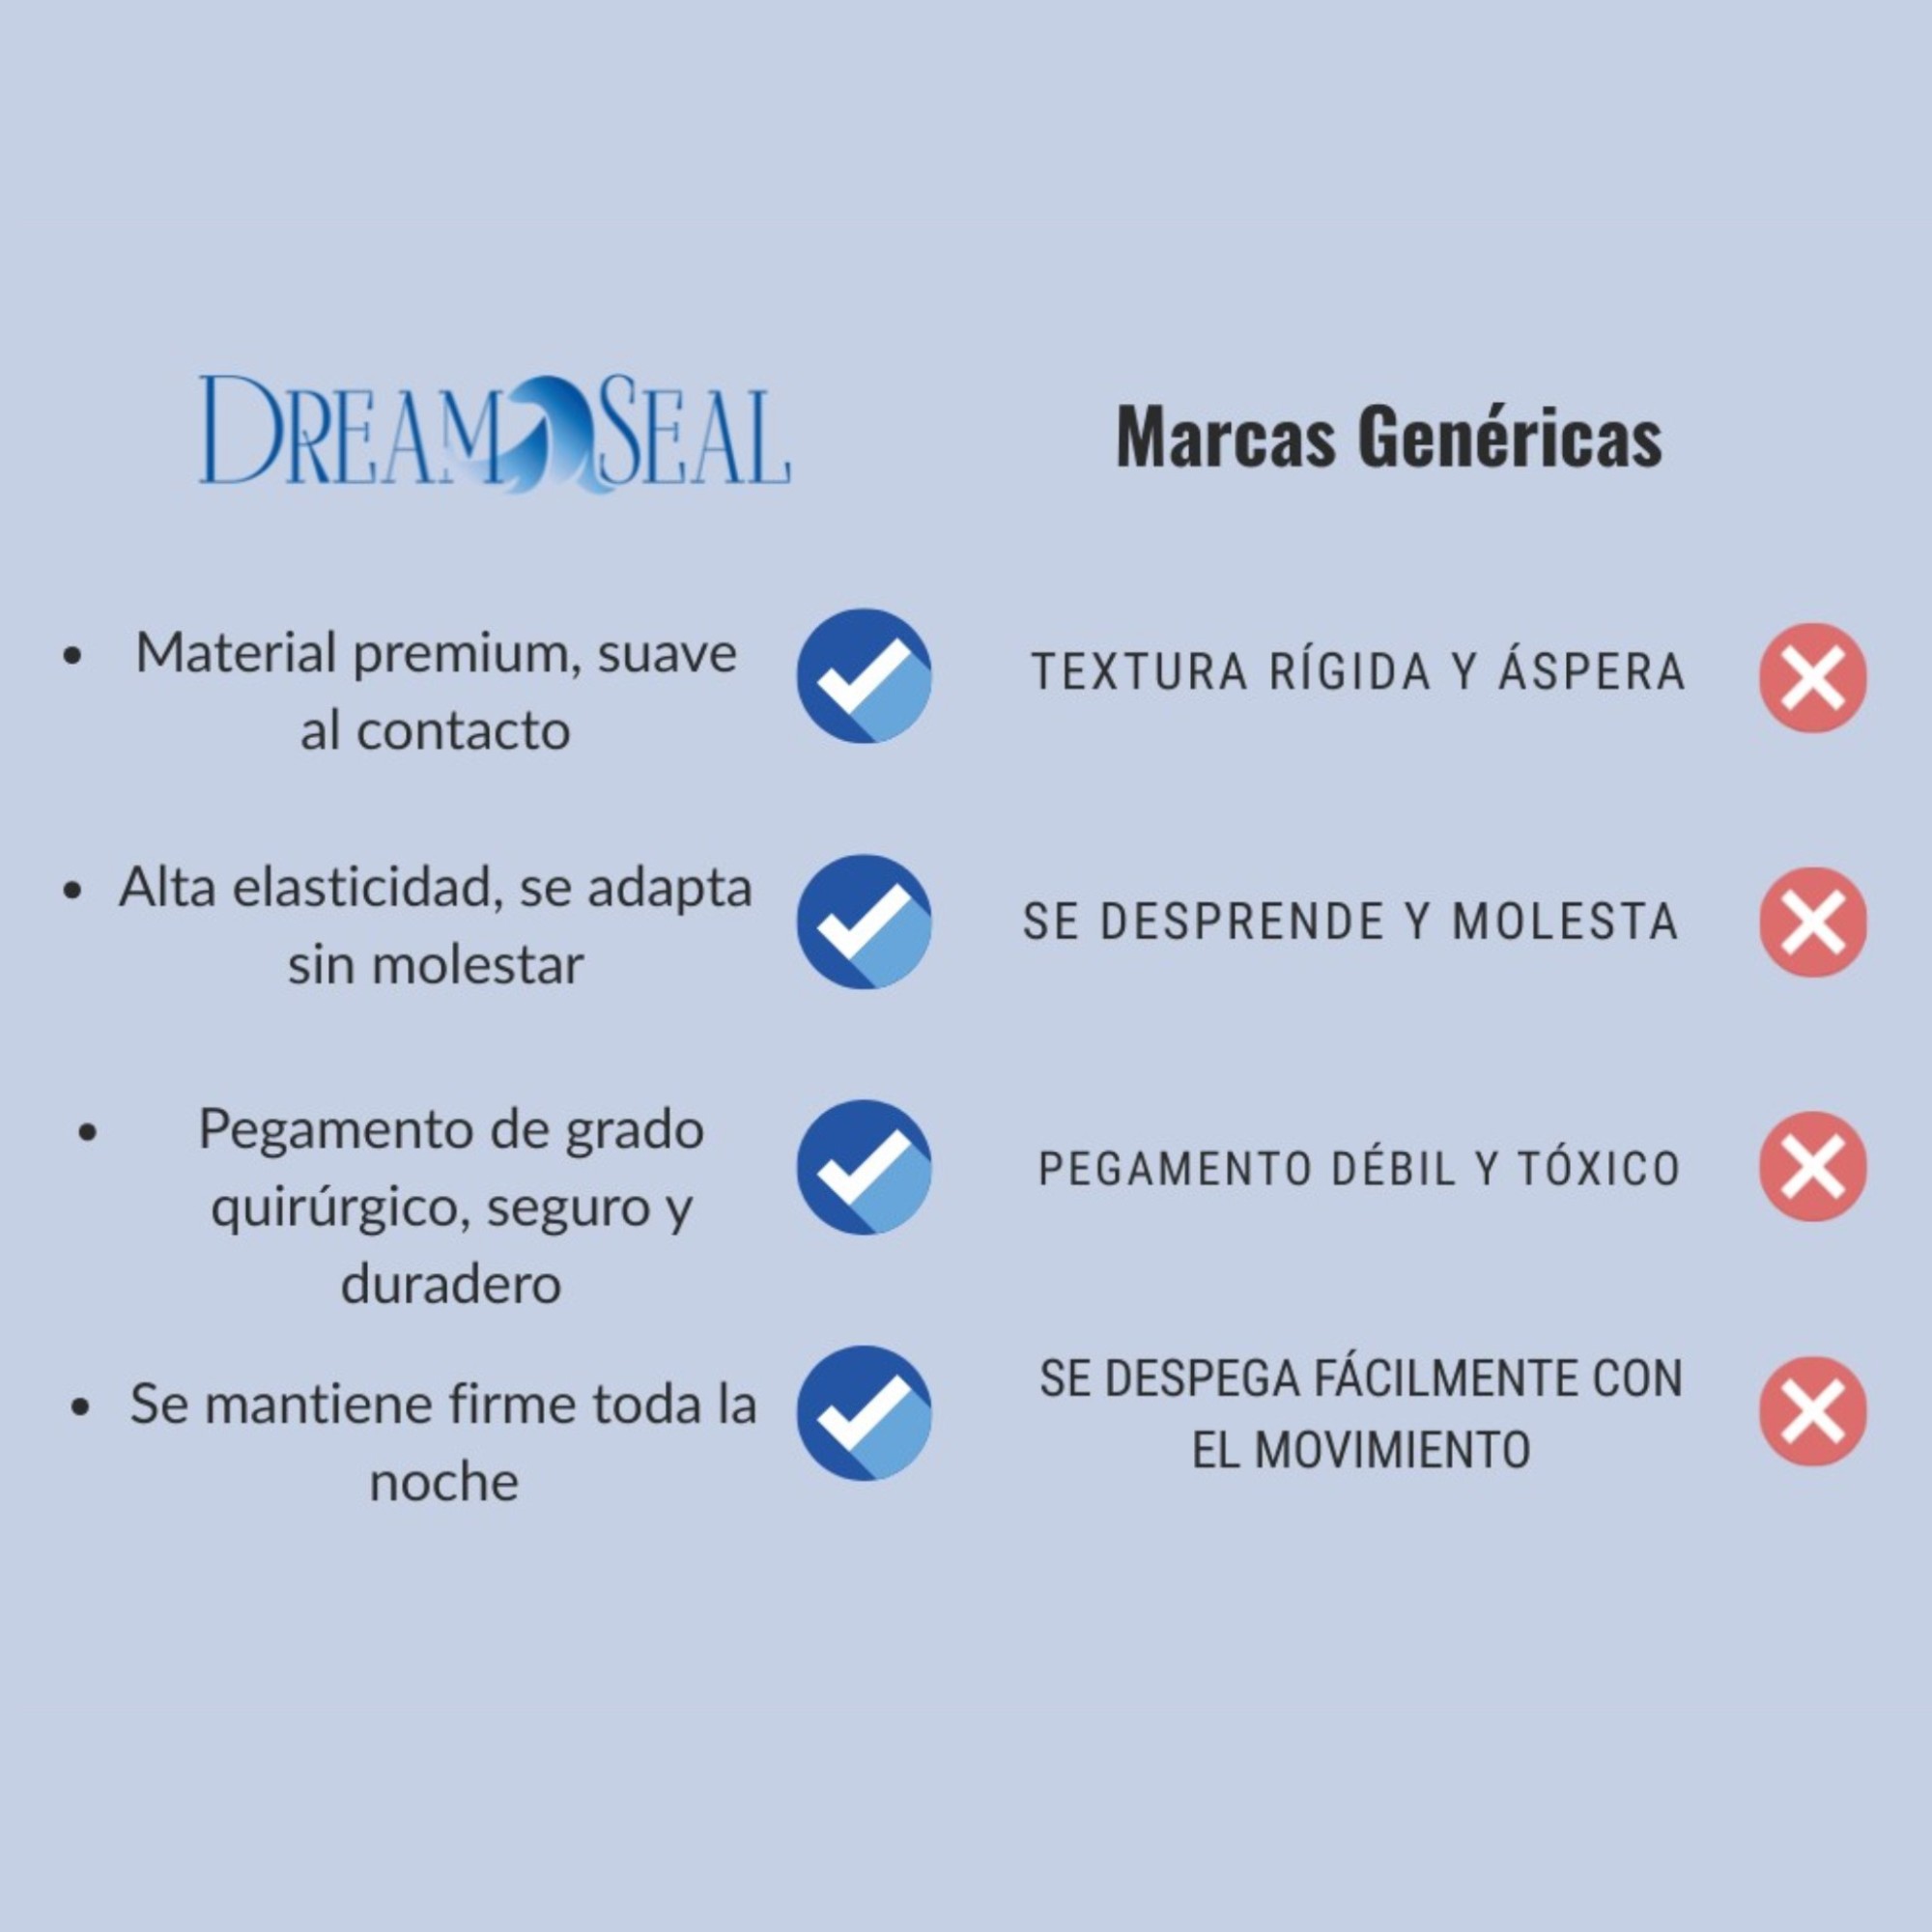 DREAM SEAL
Marcas Genéricas
• Material premium, suave
al contacto
TEXTURA RÍGIDA Y ÁSPERA
• Alta elasticidad, se adapta
sin molestar
SE DESPRENDE Y MOLESTA
• Pegamento de grado
quirúrgico, seguro y
duradero
PEGAMENTO DÉBIL Y TÓXICO
• Se mantiene firme toda la
noche
SE DESPEGA FÁCILMENTE CON
EL MOVIMIENTO